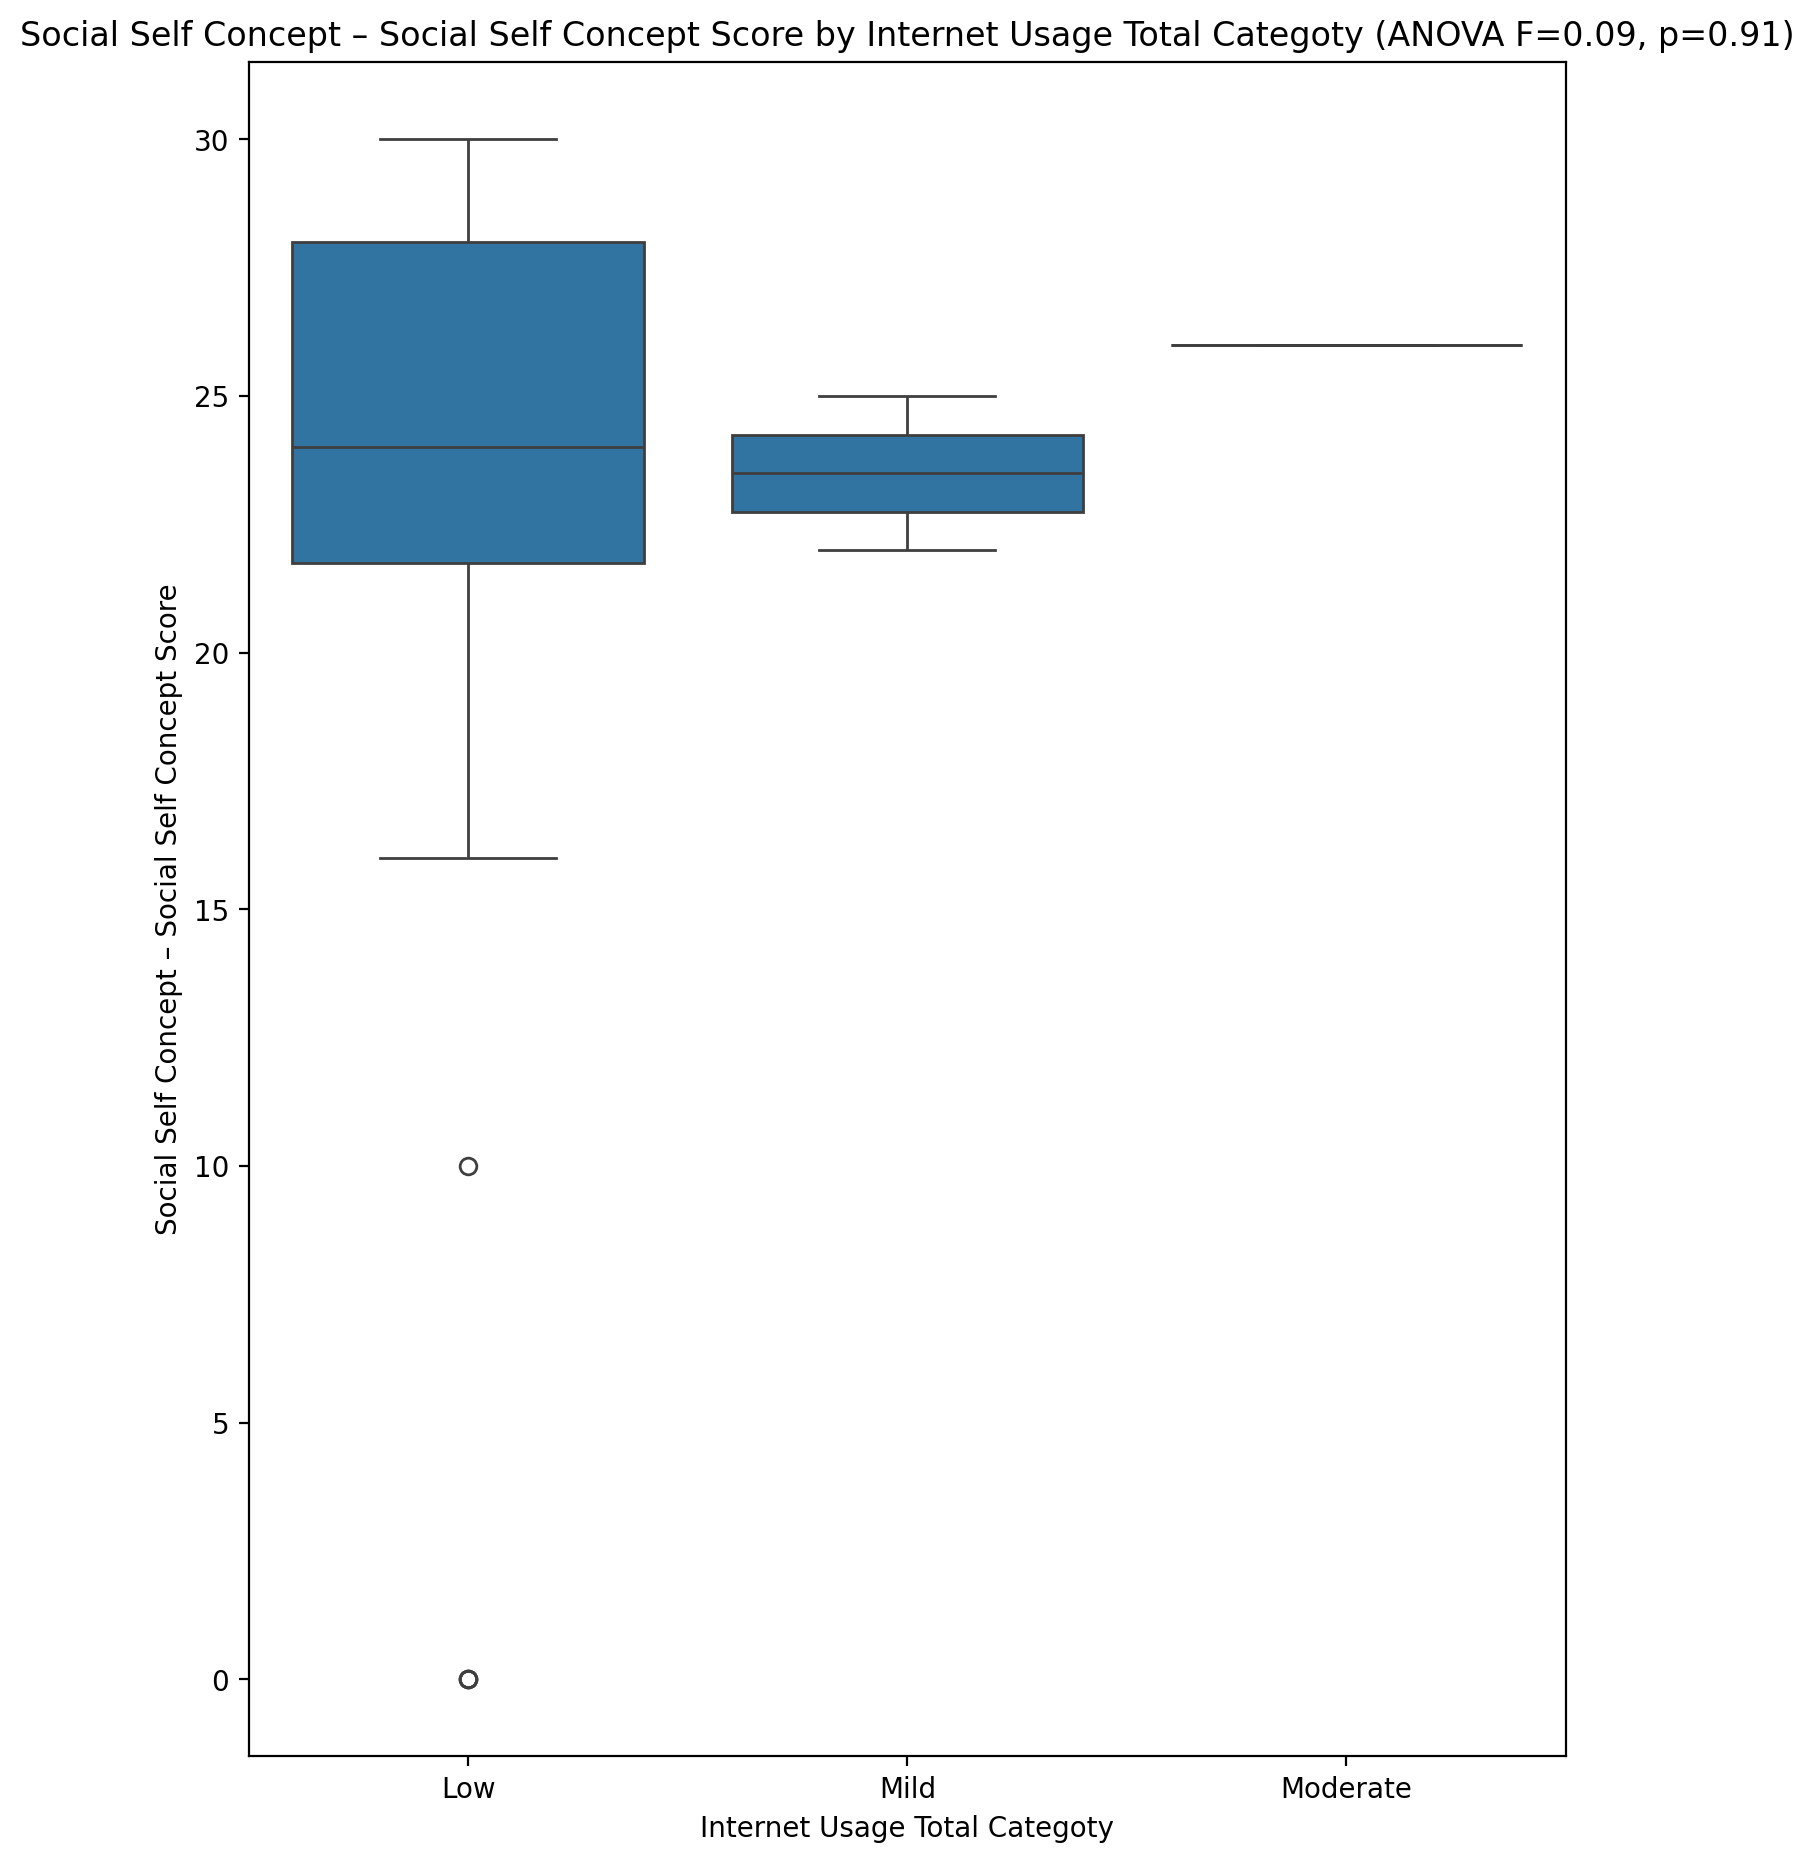 Social Self Concept – Social Self Concept Score by Internet Usage Total Categoty (ANOVA F=0.09, p=0.91)
Social Self Concept – Social Self Concept Score
30
25
20
15
10
5
0
Low Mild Moderate
Internet Usage Total Categoty